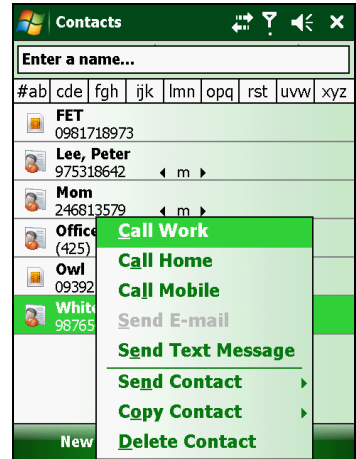 Contacts
Enter a name...
#ab cde fgh ijk lmn opq rst uvw xyz
FET
0981718973
Lee, Peter
975318642 m
Mom
246813579 m
Office
(425)
Owl
09392
White
98765
Call Work
Call Home
Call Mobile
Send E-mail
Send Text Message
Send Contact
Copy Contact
Delete Contact
New